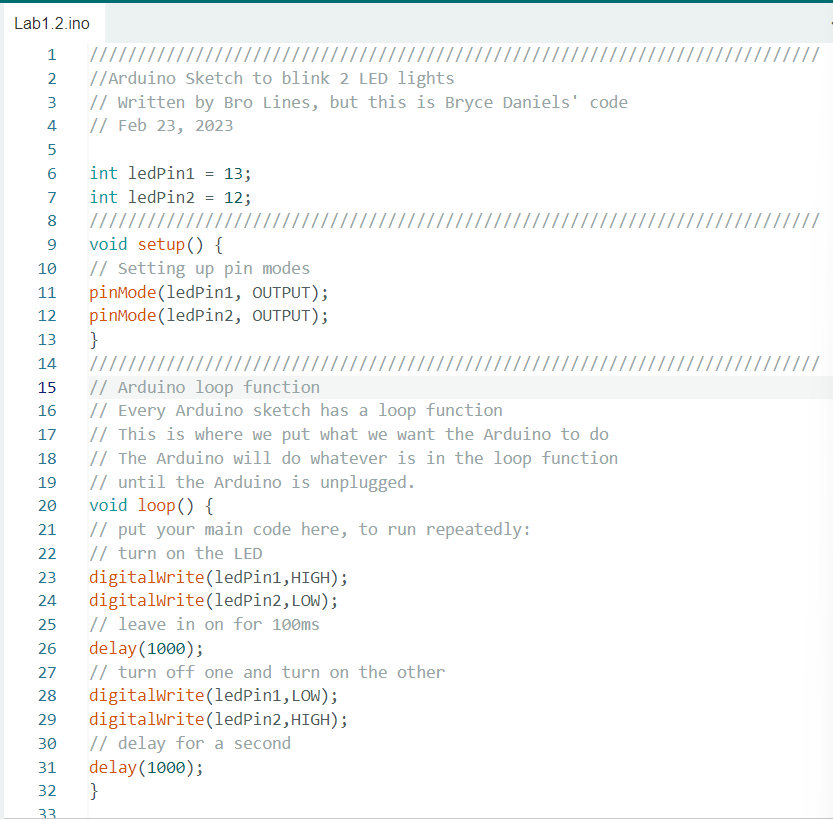 Lab1.2.ino
1 ////////////////////////////////////////////////////////////////////////////
2 //Arduino Sketch to blink 2 LED lights
3 // Written by Bro Lines, but this is Bryce Daniels' code
4 // Feb 23, 2023
5
6 int ledPin1 = 13;
7 int ledPin2 = 12;
8 ////////////////////////////////////////////////////////////////////////////
9 void setup() {
10 // Setting up pin modes
11 pinMode(ledPin1, OUTPUT);
12 pinMode(ledPin2, OUTPUT);
13 }
14 ////////////////////////////////////////////////////////////////////////////
15 // Arduino loop function
16 // Every Arduino sketch has a loop function
17 // This is where we put what we want the Arduino to do
18 // The Arduino will do whatever is in the loop function
19 // until the Arduino is unplugged.
20 void loop() {
21 // put your main code here, to run repeatedly:
22 // turn on the LED
23 digitalWrite(ledPin1,HIGH);
24 digitalWrite(ledPin2,LOW);
25 // leave in on for 100ms
26 delay(1000);
27 // turn off one and turn on the other
28 digitalWrite(ledPin1,LOW);
29 digitalWrite(ledPin2,HIGH);
30 // delay for a second
31 delay(1000);
32 }
33